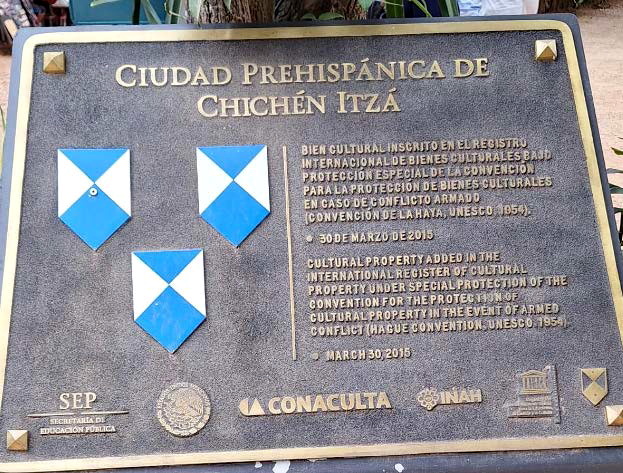 CIUDAD PREHISPÁNICA DE
CHICHÉN ITZÁ
BIEN CULTURAL INSCRITO EN EL REGISTRO
INTERNACIONAL DE BIENES CULTURALES BAJO
PROTECCIÓN ESPECIAL DE LA CONVENCIÓN
PARA LA PROTECCIÓN DE BIENES CULTURALES
EN CASO DE CONFLICTO ARMADO
(CONVENCIÓN DE LA HAYA, UNESCO, 1954).
30 DE MARZO DE 2015
CULTURAL PROPERTY ADDED IN THE
INTERNATIONAL REGISTER OF CULTURAL
PROPERTY UNDER SPECIAL PROTECTION OF THE
CONVENTION FOR THE PROTECTION OF
CULTURAL PROPERTY IN THE EVENT OF ARMED
CONFLICT (HAGUE CONVENTION, UNESCO, 1954).
MARCH 30, 2015
SEP
SECRETARÍA DE
EDUCACIÓN PÚBLICA
CONACULTA
INAH